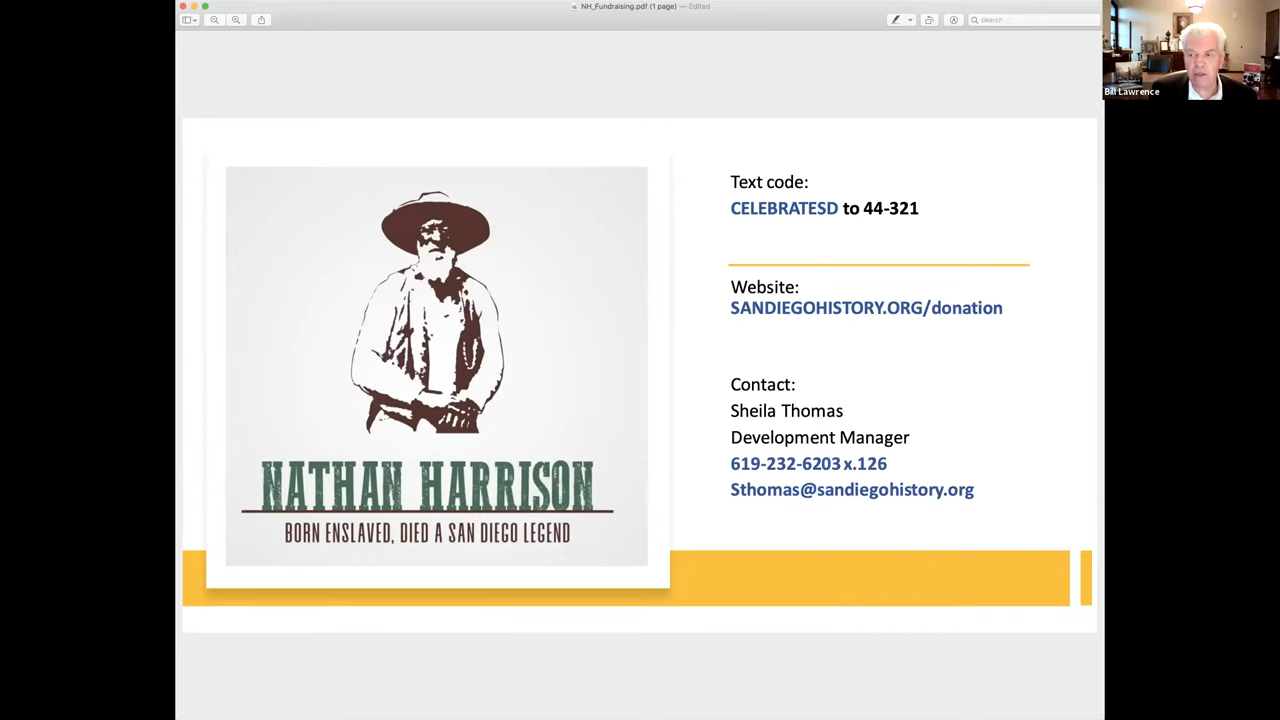 NH_Fundraising.pdf (1 page) — Edited
Search
Bill Lawrence
Text code:
CELEBRATESD to 44-321
Website:
SANDIEGOHISTORY.ORG/donation
Contact:
Sheila Thomas
Development Manager
619-232-6203 x.126
Sthomas@sandiegohistory.org
NATHAN HARRISON
BORN ENSLAVED, DIED A SAN DIEGO LEGEND